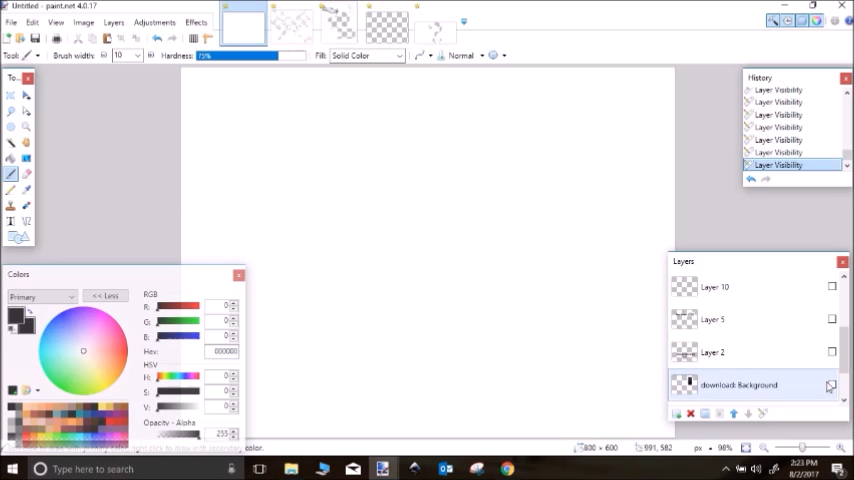 Untitled - paint.net 4.0.17
File Edit View Image Layers Adjustments Effects
Tool: Brush width: 10 Hardness: 75% Fill: Solid Color Normal
To...
History
Layer Visibility
Layer Visibility
Layer Visibility
Layer Visibility
Layer Visibility
Layer Visibility
Layer Visibility
Colors
Primary << Less
RGB
R: 0
G: 0
B: 0
Hex: 000000
HSV
H: 0
S: 0
V: 0
Opacity - Alpha
255
Layers
Layer 10
Layer 5
Layer 2
download: Background
color.
800 × 600 991, 582 px 98%
Type here to search
2:23 PM
8/2/2017